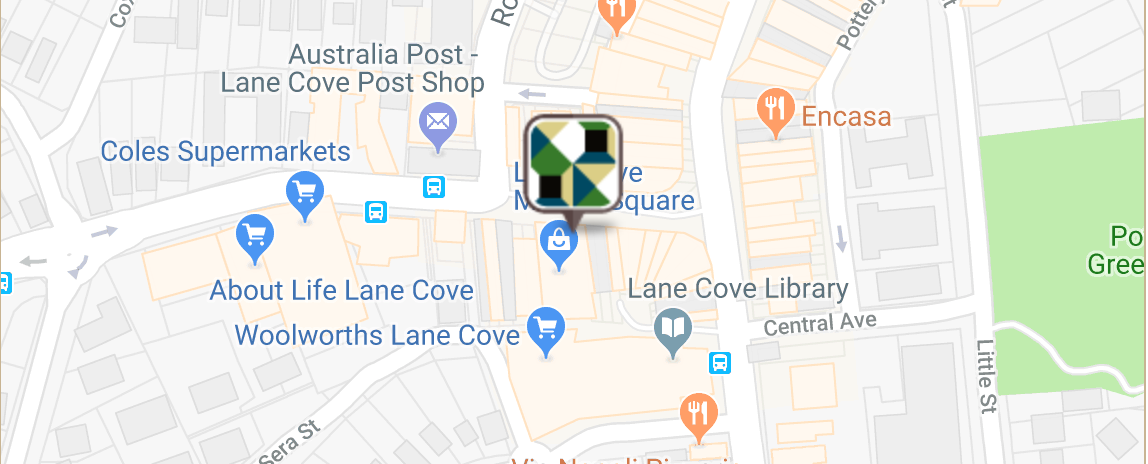 Australia Post -
Lane Cove Post Shop
Coles Supermarkets
Encasa
Square
About Life Lane Cove
Lane Cove Library
Woolworths Lane Cove
Central Ave
Little St
Sera St